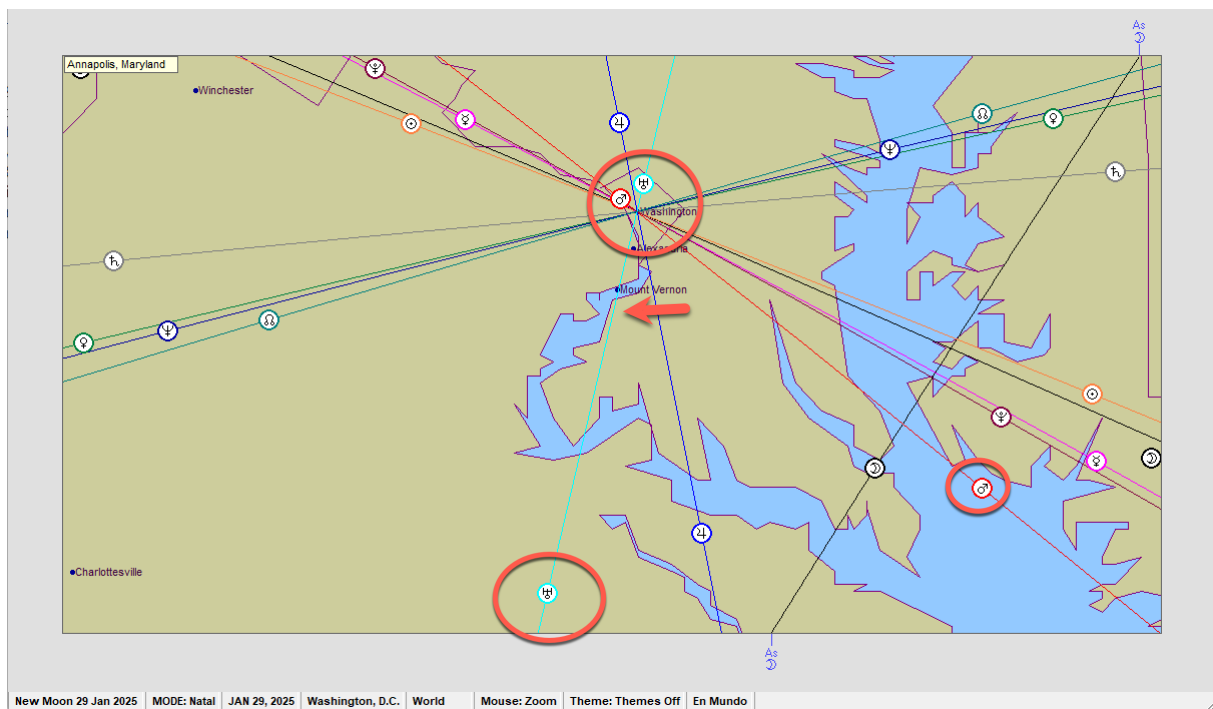 As
Annapolis, Maryland
Winchester
Washington
Alexandria
Mount Vernon
Charlottesville
As
New Moon 29 Jan 2025 MODE: Natal JAN 29, 2025 Washington, D.C. World Mouse: Zoom Theme: Themes Off En Mundo